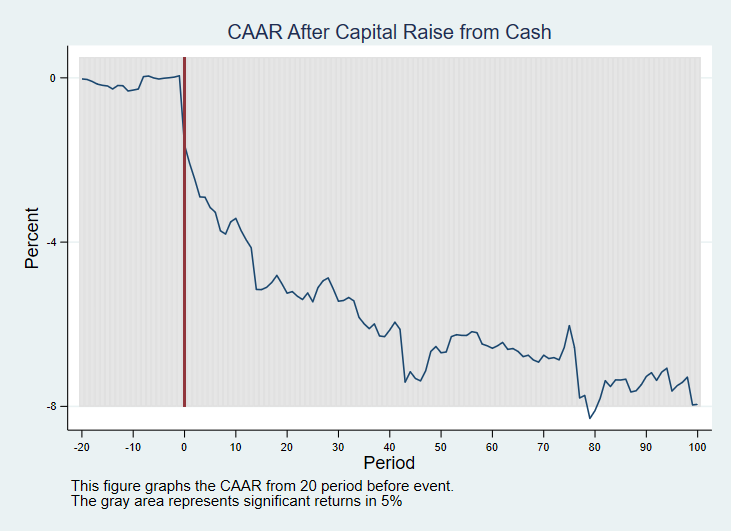 CAAR After Capital Raise from Cash
0
-4
-8
Percent
-20 -10 0 10 20 30 40 50 60 70 80 90 100
Period
This figure graphs the CAAR from 20 period before event.
The gray area represents significant returns in 5%